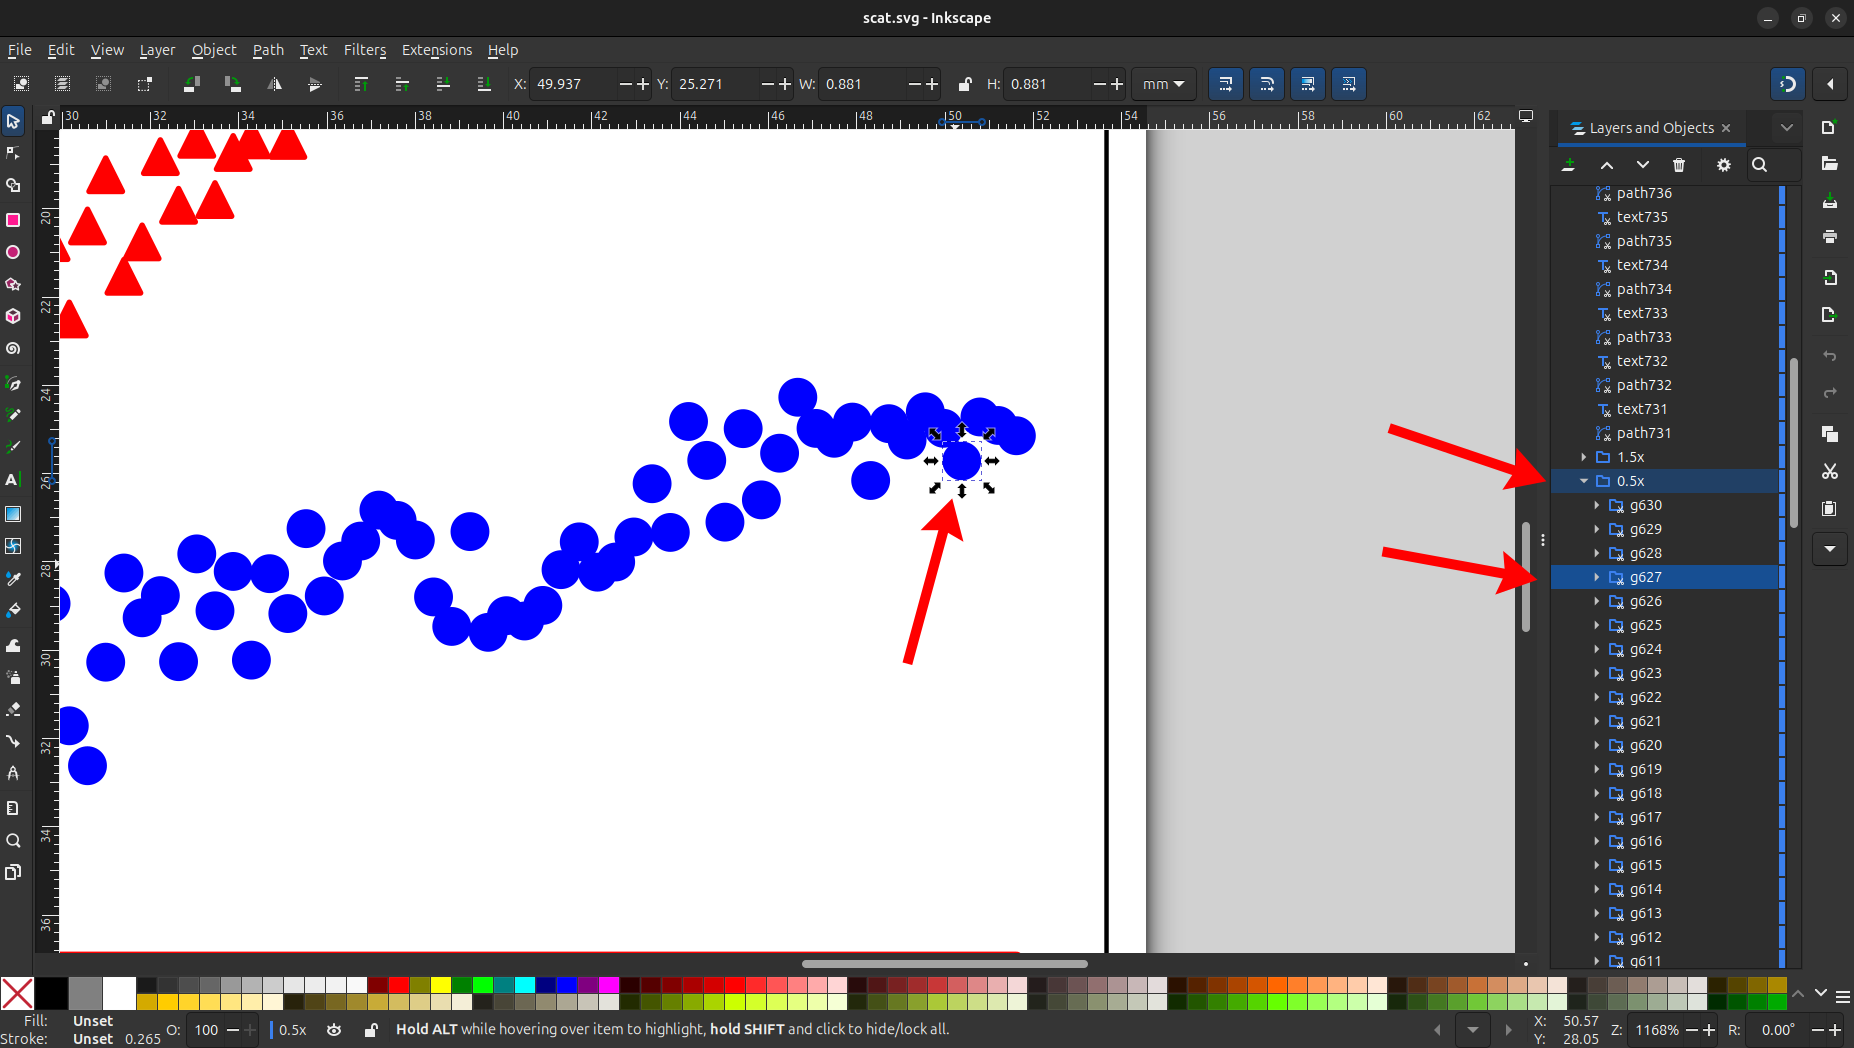 scat.svg - Inkscape
File Edit View Layer Object Path Text Filters Extensions Help
X: 49.937 Y: 25.271 W: 0.881 H: 0.881 mm
30 32 34 36 38 40 42 44 46 48 50 52 54 56 58 60 62
20
22
24
26
28
30
32
34
36
Layers and Objects
path736
text735
path735
text734
path734
text733
path733
text732
path732
text731
path731
1.5x
0.5x
g630
g629
g628
g627
g626
g625
g624
g623
g622
g621
g620
g619
g618
g617
g616
g615
g614
g613
g612
g611
Fill: Unset
Stroke: Unset 0.265
O: 100
0.5x
Hold ALT while hovering over item to highlight, hold SHIFT and click to hide/lock all.
X: 50.57
Y: 28.05
Z: 1168%
R: 0.00°